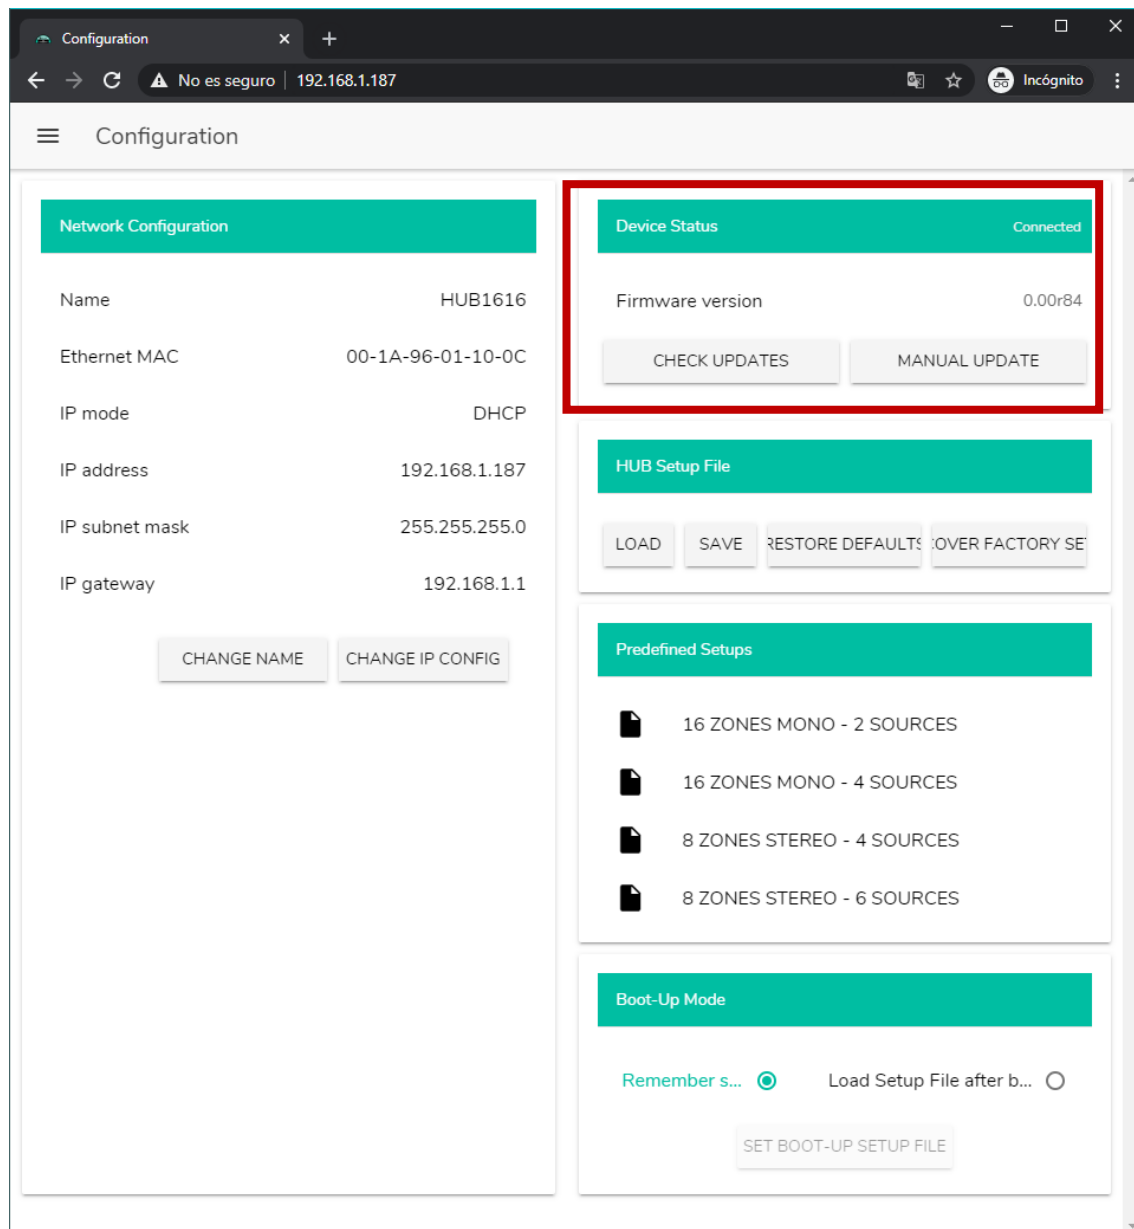 Configuration
No es seguro | 192.168.1.187
Incógnito
Configuration
Network Configuration
Name HUB1616
Ethernet MAC 00-1A-96-01-10-0C
IP mode DHCP
IP address 192.168.1.187
IP subnet mask 255.255.255.0
IP gateway 192.168.1.1
CHANGE NAME CHANGE IP CONFIG
Device Status Connected
Firmware version 0.00r84
CHECK UPDATES MANUAL UPDATE
HUB Setup File
LOAD SAVE RESTORE DEFAULTS OVER FACTORY SE
Predefined Setups
16 ZONES MONO - 2 SOURCES
16 ZONES MONO - 4 SOURCES
8 ZONES STEREO - 4 SOURCES
8 ZONES STEREO - 6 SOURCES
Boot-Up Mode
Remember s... Load Setup File after b...
SET BOOT-UP SETUP FILE